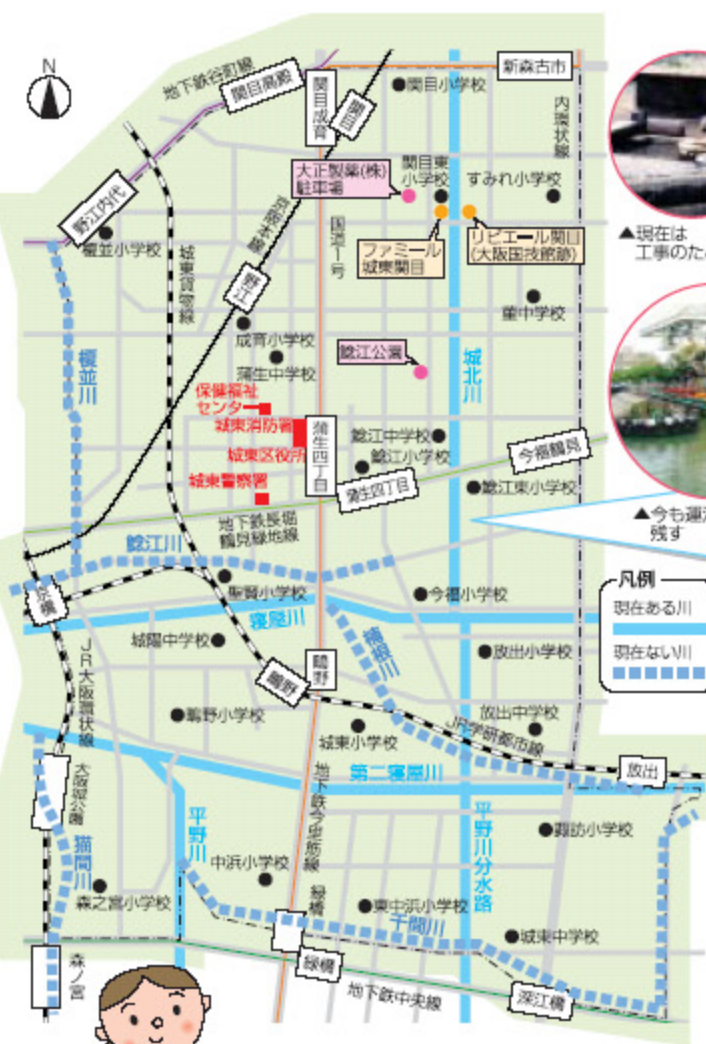 N
地下鉄谷町線
関目高殿
関目成育
関目
新森古市
関目小学校
内環状線
大正製薬(株)
駐車場
関目東
小学校
すみれ小学校
野江内代
榎並小学校
城東貨物線
京阪本線
国道1号
ファミール
城東関目
リビエール関目
(大阪国技館跡)
▲現在は
工事のた
野江
菫中学校
成育小学校
蒲生中学校
鯰江公園
城北川
榎並川
保健福祉
センター
城東消防署
城東区役所
蒲生四丁目
鯰江中学校
鯰江小学校
今福鶴見
城東警察署
蒲生四丁目
鯰江東小学校
地下鉄長堀
鶴見緑地線
▲今も運
残す
鯰江川
京橋
聖賢小学校
今福小学校
凡例
現在ある川
現在ない川
寝屋川
城陽中学校
楠根川
放出小学校
JR大阪環状線
鴫野
鴫野
鴫野小学校
城東小学校
放出中学校
JR学研都市線
放出
第二寝屋川
大阪城公園
地下鉄今里筋線
平野川
平野川分水路
諏訪小学校
猫間川
中浜小学校
森之宮小学校
緑橋
東中浜小学校
千間川
城東中学校
森ノ宮
緑橋
地下鉄中央線
深江橋